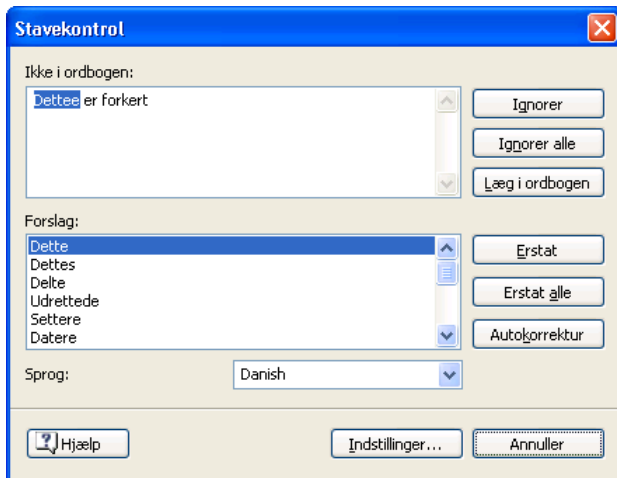 Stavekontrol
Ikke i ordbogen:
Dettee er forkert
Ignorer
Ignorer alle
Læg i ordbogen
Forslag:
Dette
Dettes
Delte
Udrettede
Settere
Datere
Erstat
Erstat alle
Autokorrektur
Sprog:
Danish
Hjælp
Indstillinger...
Annuller